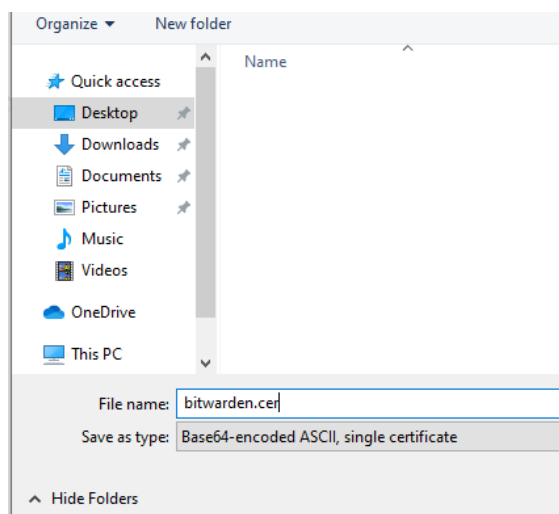 Organize New folder
Name
Quick access
Desktop
Downloads
Documents
Pictures
Music
Videos
OneDrive
This PC
File name: bitwarden.cer
Save as type: Base64-encoded ASCII, single certificate
Hide Folders